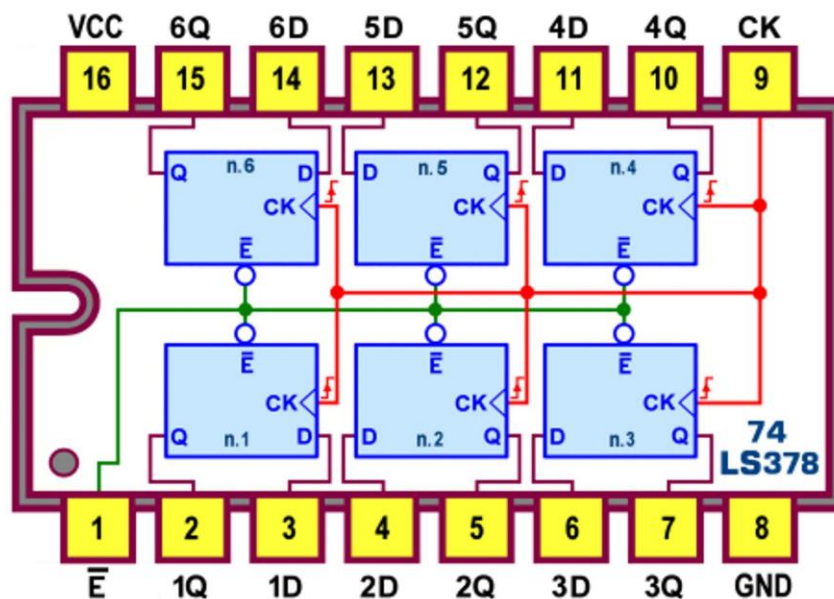 VCC 6Q 6D 5D 5Q 4D 4Q CK
16 15 14 13 12 11 10 9
Q n.6 D D n.5 Q D n.4 Q
CK CK CK
E̅ E̅ E̅
E̅ E̅ E̅
CK CK CK
Q n.1 D D n.2 Q D n.3 Q
74
LS378
1 2 3 4 5 6 7 8
E̅ 1Q 1D 2D 2Q 3D 3Q GND